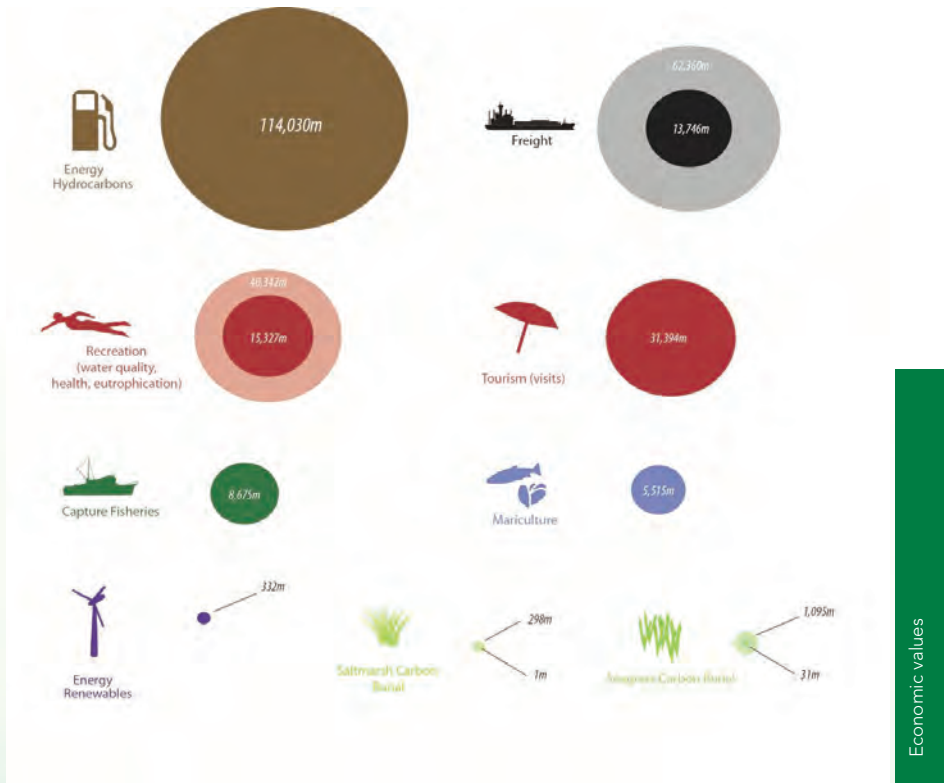 114,030m
Energy
Hydrocarbons
62,360m
13,746m
Freight
40,342m
15,327m
Recreation
(water quality,
health, eutrophication)
31,394m
Tourism (visits)
8,675m
Capture Fisheries
5,515m
Mariculture
332m
Energy
Renewables
298m
1m
Saltmarsh Carbon
Burial
1,095m
31m
Seagrass Carbon Burial
Economic values